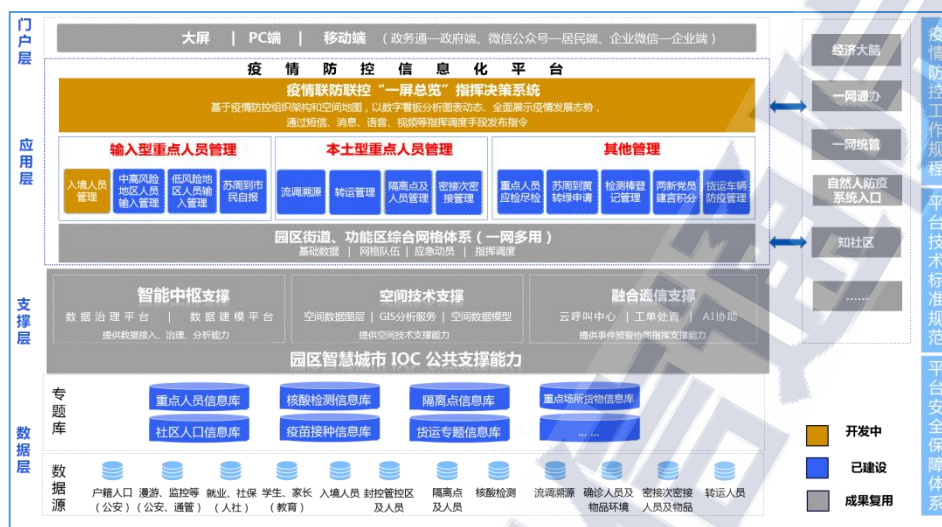 门户层
大屏 | PC端 | 移动端 （政务通—政府端、微信公众号—居民端、企业微信—企业端）
疫情防控信息化平台
应用层
疫情联防联控“一屏总览”指挥决策系统
基于疫情防控组织架构和空间地图，以数字看板分析图表动态、全面展示疫情发展态势，
通过短信、消息、语音、视频等指挥调度手段发布指令
输入型重点人员管理
入境人员管理
中高风险地区人员输入管理
低风险地区人员输入管理
苏周到市民自报
本土型重点人员管理
流调溯源
转运管理
隔离点及人员管理
密接次密接管理
其他管理
重点人员应检尽检
苏周到黄转绿申请
检测棒登记管理
两新党员建言积分
货运车辆防疫管理
园区街道、功能区综合网格体系（一网多用）
基础数据 | 网格队伍 | 应急动员 | 指挥调度
支撑层
智能中枢支撑
数据治理平台 | 数据建模平台
提供数据接入、治理、分析能力
空间技术支撑
空间数据图层 | GIS分析服务 | 空间数据模型
提供空间技术支撑能力
融合通信支撑
云呼叫中心 | 工单处置 | AI协助
提供事件预警协同指挥支撑能力
园区智慧城市 IOC 公共支撑能力
数据层
专题库
重点人员信息库
核酸检测信息库
隔离点信息库
重点场所货物信息库
社区人口信息库
疫苗接种信息库
货运专题信息库
... ...
数据源
户籍人口（公安）
漫游、监控等（公安、通管）
就业、社保（人社）
学生、家长（教育）
入境人员
封控管控区及人员
隔离点及人员
核酸检测
流调溯源
确诊人员及物品环境
密接次密接人员及物品
转运人员
经济大脑
一网通办
一网统管
自然人防疫系统入口
知社区
......
疫情防控工作规程
平台技术标准规范
平台安全保障体系
开发中
已建设
成果复用